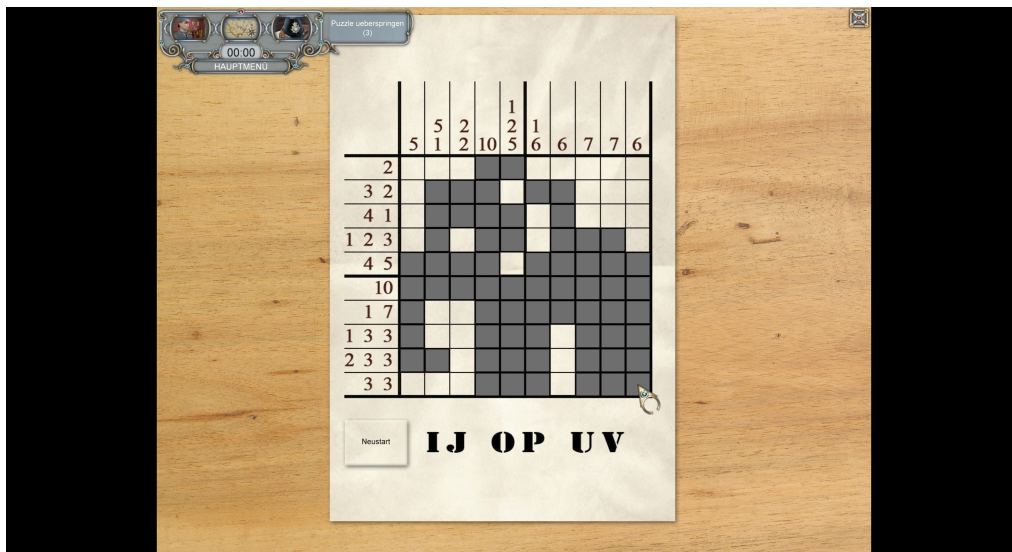 Puzzle ueberspringen
(3)
00:00
HAUPTMENÜ
1
5 2 2 1
5 1 2 10 5 6 6 7 7 6
2
3 2
4 1
1 2 3
4 5
10
1 7
1 3 3
2 3 3
3 3
Neustart
IJ OP UV